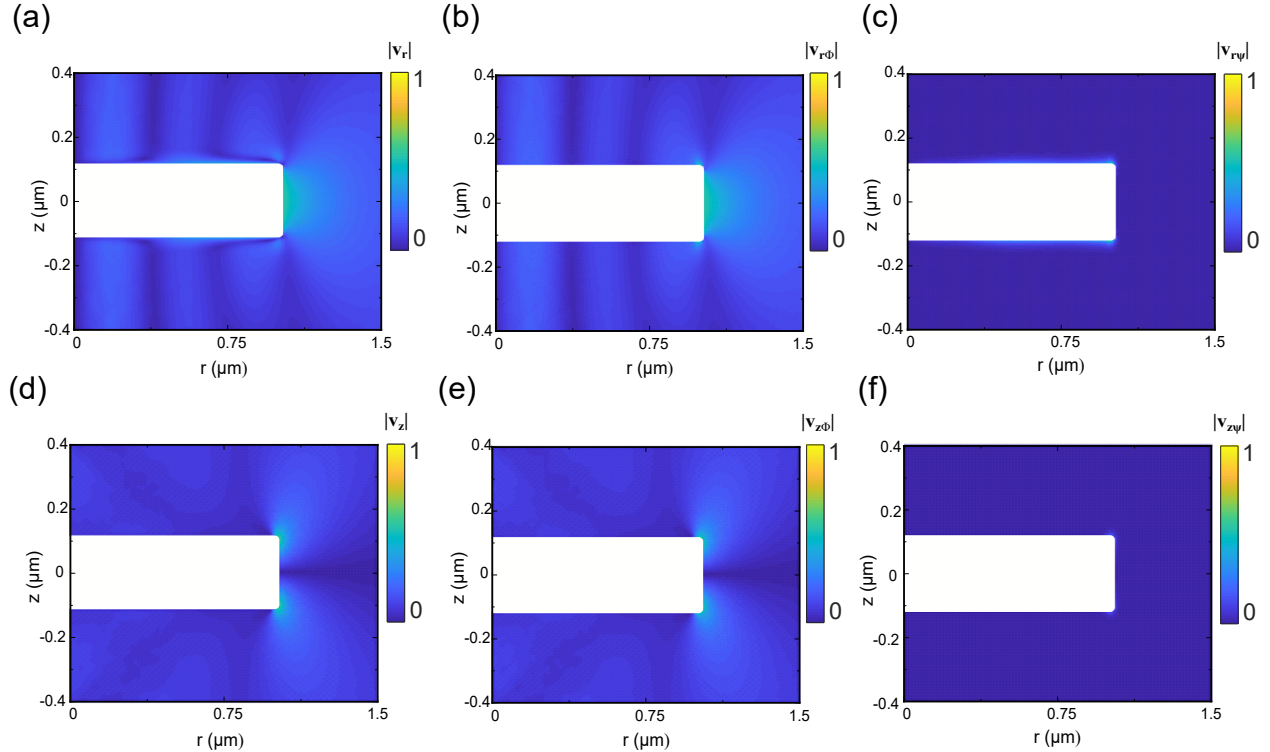 (a)
(b)
(c)
|v_r|
|v_rΦ|
|v_rψ|
0.4
0.2
0
-0.2
-0.4
z (µm)
0
0.75
1.5
r (µm)
1
0
0.4
0.2
0
-0.2
-0.4
z (µm)
0
0.75
1.5
r (µm)
1
0
0.4
0.2
0
-0.2
-0.4
z (µm)
0
0.75
1.5
r (µm)
1
0
(d)
(e)
(f)
|v_z|
|v_zΦ|
|v_zψ|
0.4
0.2
0
-0.2
-0.4
z (µm)
0
0.75
1.5
r (µm)
1
0
0.4
0.2
0
-0.2
-0.4
z (µm)
0
0.75
1.5
r (µm)
1
0
0.4
0.2
0
-0.2
-0.4
z (µm)
0
0.75
1.5
r (µm)
1
0